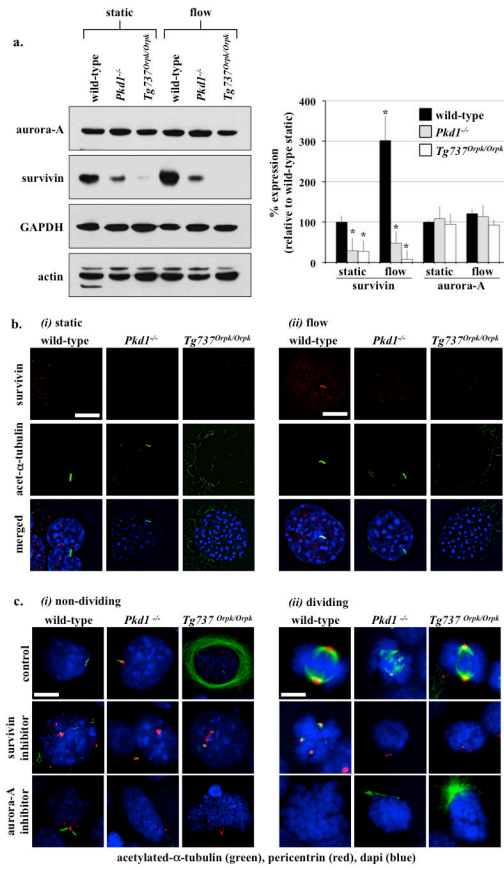 static flow
a.
wild-type
Pkd1-/-
Tg737Orpk/Orpk
wild-type
Pkd1-/-
Tg737Orpk/Orpk
aurora-A
survivin
GAPDH
actin
% expression
(relative to wild-type static)
400
300
200
100
0
wild-type
Pkd1-/-
Tg737Orpk/Orpk
*
* *
*
*
static flow static flow
survivin aurora-A
b. (i) static (ii) flow
wild-type Pkd1-/- Tg737Orpk/Orpk wild-type Pkd1-/- Tg737Orpk/Orpk
survivin
acet-α-tubulin
merged
c. (i) non-dividing (ii) dividing
wild-type Pkd1 -/- Tg737 Orpk/Orpk wild-type Pkd1 -/- Tg737 Orpk/Orpk
control
survivin
inhibitor
aurora-A
inhibitor
acetylated-α-tubulin (green), pericentrin (red), dapi (blue)